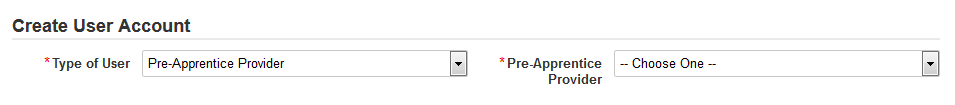 Create User Account
*Type of User Pre-Apprentice Provider *Pre-Apprentice Provider -- Choose One --